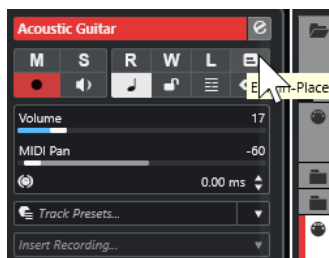 Acoustic Guitar
M S R W L
Volume 17
MIDI Pan -60
0.00 ms
Track Presets...
Insert Recording...